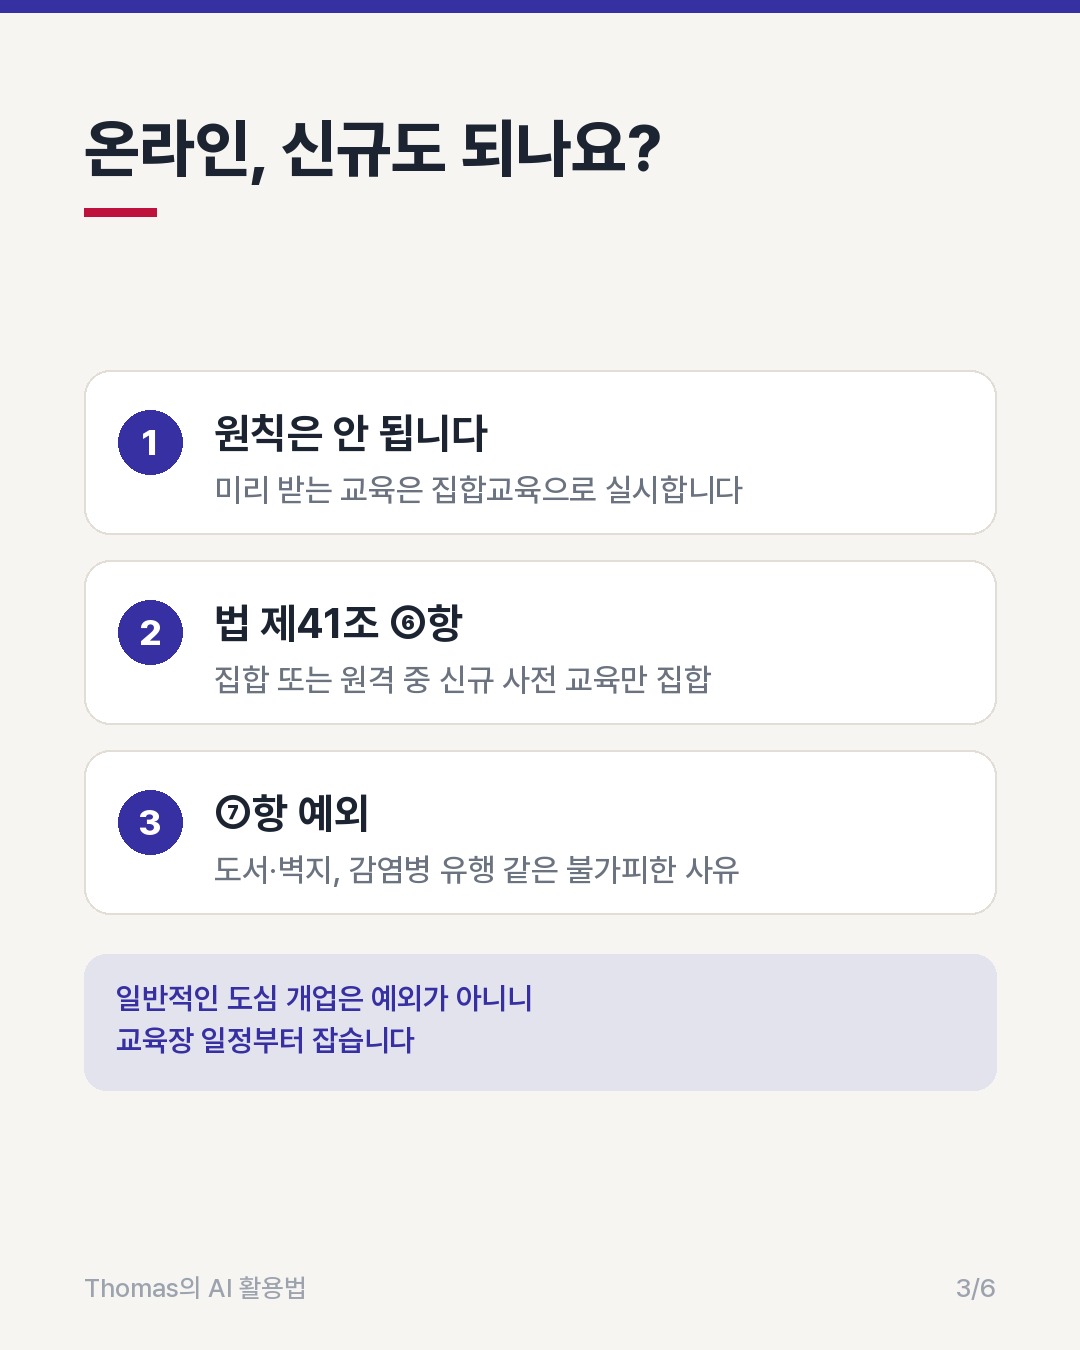 온라인, 신규도 되나요?
1
원칙은 안 됩니다
미리 받는 교육은 집합교육으로 실시합니다
2
법 제41조 ⑥항
집합 또는 원격 중 신규 사전 교육만 집합
3
⑦항 예외
도서·벽지, 감염병 유행 같은 불가피한 사유
일반적인 도심 개업은 예외가 아니니
교육장 일정부터 잡습니다
Thomas의 AI 활용법
3/6